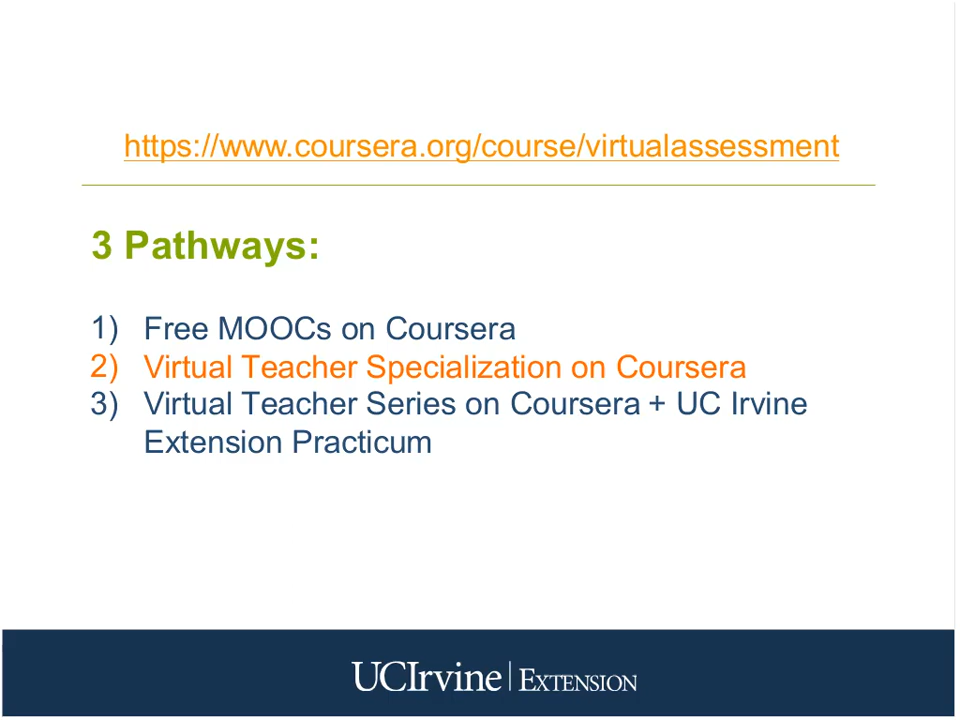 https://www.coursera.org/course/virtualassessment
3 Pathways:
1) Free MOOCs on Coursera
2) Virtual Teacher Specialization on Coursera
3) Virtual Teacher Series on Coursera + UC Irvine
Extension Practicum
UCIrvine | EXTENSION